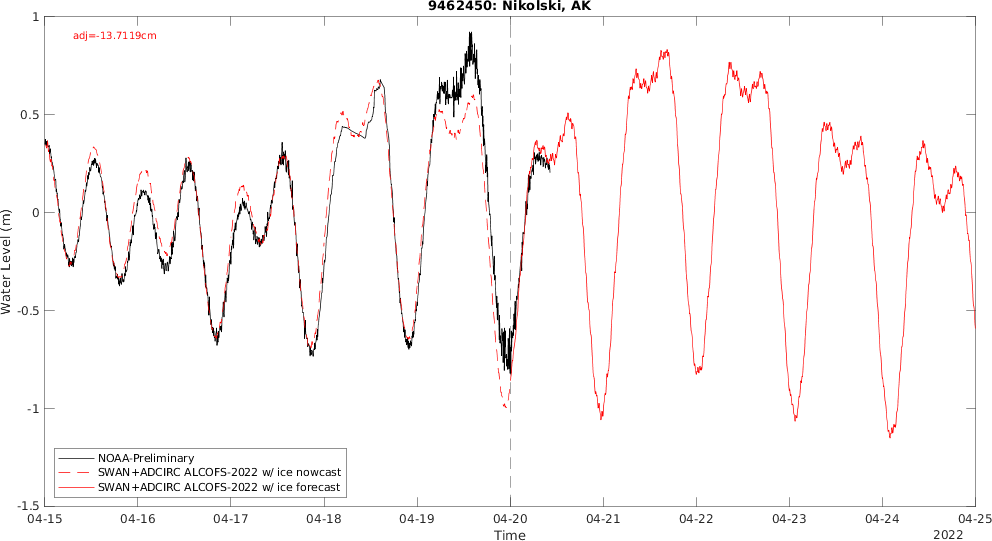 9462450: Nikolski, AK
adj=-13.7119cm
Water Level (m)
1
0.5
0
-0.5
-1
-1.5
NOAA-Preliminary
SWAN+ADCIRC ALCOFS-2022 w/ ice nowcast
SWAN+ADCIRC ALCOFS-2022 w/ ice forecast
04-15 04-16 04-17 04-18 04-19 04-20 04-21 04-22 04-23 04-24 04-25
Time
2022